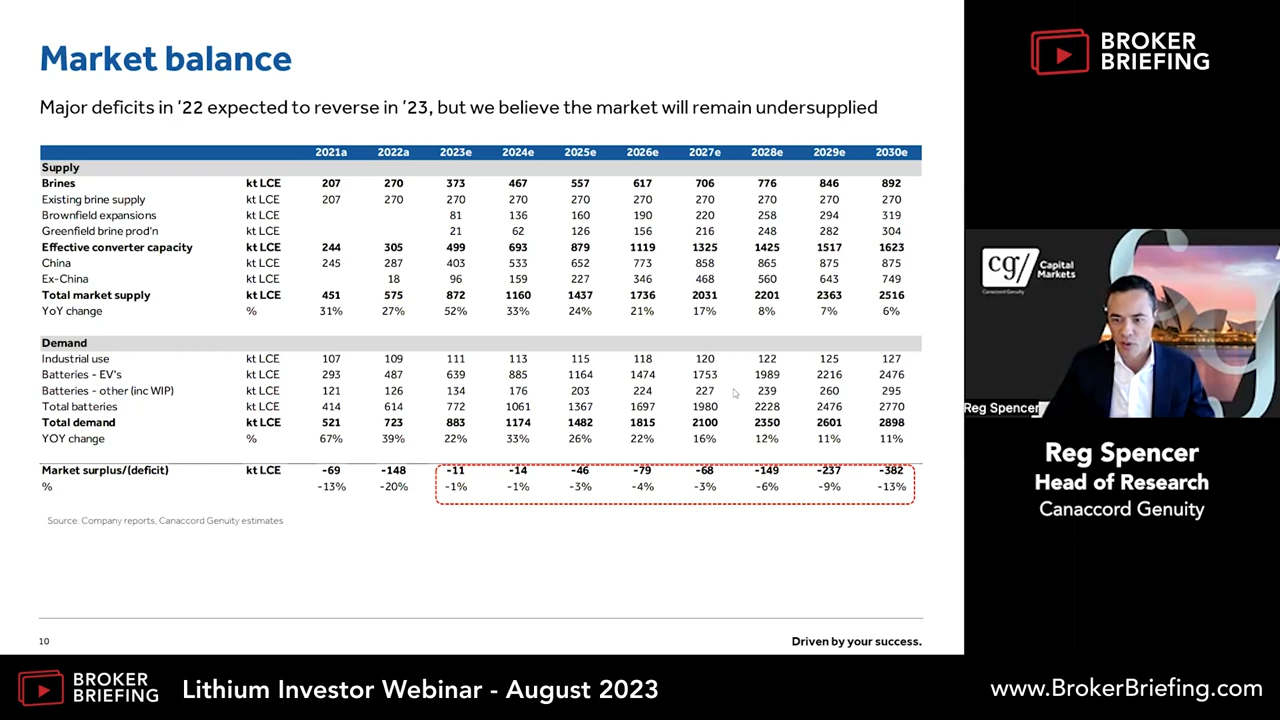 Market balance
Major deficits in '22 expected to reverse in '23, but we believe the market will remain undersupplied
2021a 2022a 2023e 2024e 2025e 2026e 2027e 2028e 2029e 2030e
Supply
Brines kt LCE 207 270 373 467 557 617 706 776 846 892
Existing brine supply kt LCE 207 270 270 270 270 270 270 270 270 270
Brownfield expansions kt LCE 81 136 160 190 220 258 294 319
Greenfield brine prod'n kt LCE 21 62 126 156 216 248 282 304
Effective converter capacity kt LCE 244 305 499 693 879 1119 1325 1425 1517 1623
China kt LCE 245 287 403 533 652 773 858 865 875 875
Ex-China kt LCE 18 96 159 227 346 468 560 643 749
Total market supply kt LCE 451 575 872 1160 1437 1736 2031 2201 2363 2516
YoY change % 31% 27% 52% 33% 24% 21% 17% 8% 7% 6%
Demand
Industrial use kt LCE 107 109 111 113 115 118 120 122 125 127
Batteries - EV's kt LCE 293 487 639 885 1164 1474 1753 1989 2216 2476
Batteries - other (inc WIP) kt LCE 121 126 134 176 203 224 227 239 260 295
Total batteries kt LCE 414 614 772 1061 1367 1697 1980 2228 2476 2770
Total demand kt LCE 521 723 883 1174 1482 1815 2100 2350 2601 2898
YOY change % 67% 39% 22% 33% 26% 22% 16% 12% 11% 11%
Market surplus/(deficit) kt LCE -69 -148 -11 -14 -46 -79 -68 -149 -237 -382
% -13% -20% -1% -1% -3% -4% -3% -6% -9% -13%
Source: Company reports, Canaccord Genuity estimates
10
Driven by your success.
BROKER
BRIEFING
cg/ Capital
Markets
Canaccord Genuity
Reg Spencer
Reg Spencer
Head of Research
Canaccord Genuity
BROKER
BRIEFING
Lithium Investor Webinar - August 2023
www.BrokerBriefing.com